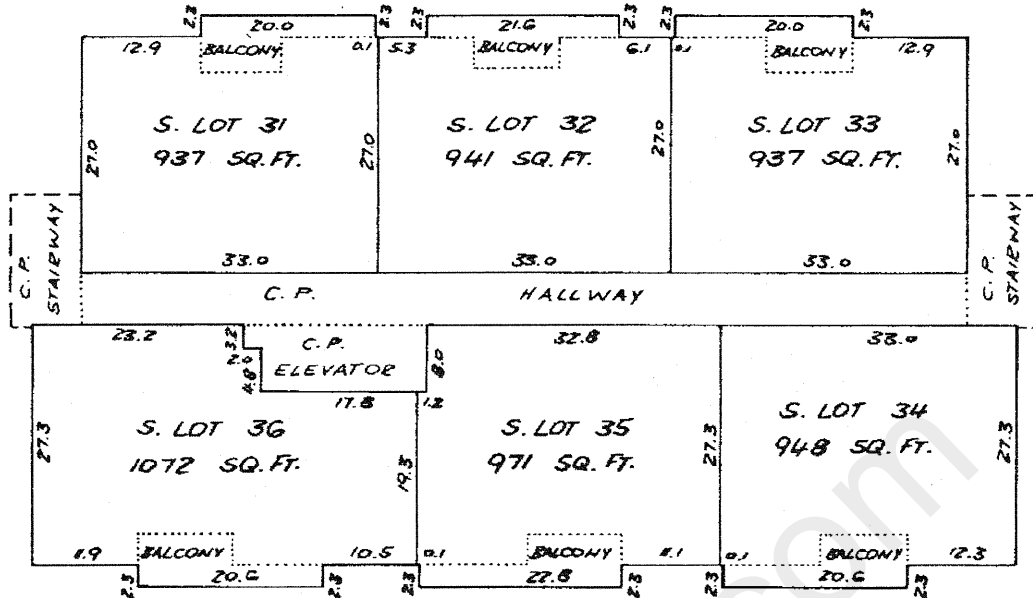 2.3 20.0 2.3 2.3 21.6 2.3 2.3 20.0 2.3
12.9 BALCONY 0.1 5.3 BALCONY 6.1 0.1 BALCONY 12.9
S. LOT 31
937 SQ.FT.
S. LOT 32
941 SQ.FT.
S. LOT 33
937 SQ.FT.
27.0 27.0 27.0 27.0
33.0 33.0 33.0
C.P.
STAIRWAY
C.P. HALLWAY
C.P.
STAIRWAY
23.2 3.2 2.0 4.8
C.P.
ELEVATOR
8.0 32.8 33.0
17.8 1.2
S. LOT 36
1072 SQ.FT.
S. LOT 35
971 SQ.FT.
S. LOT 34
948 SQ.FT.
27.3 19.3 27.3 27.3
11.9 BALCONY 10.5 0.1 BALCONY 11.1 0.1 BALCONY 12.3
2.3 20.6 2.3 2.3 22.8 2.3 2.3 20.6 2.3
com